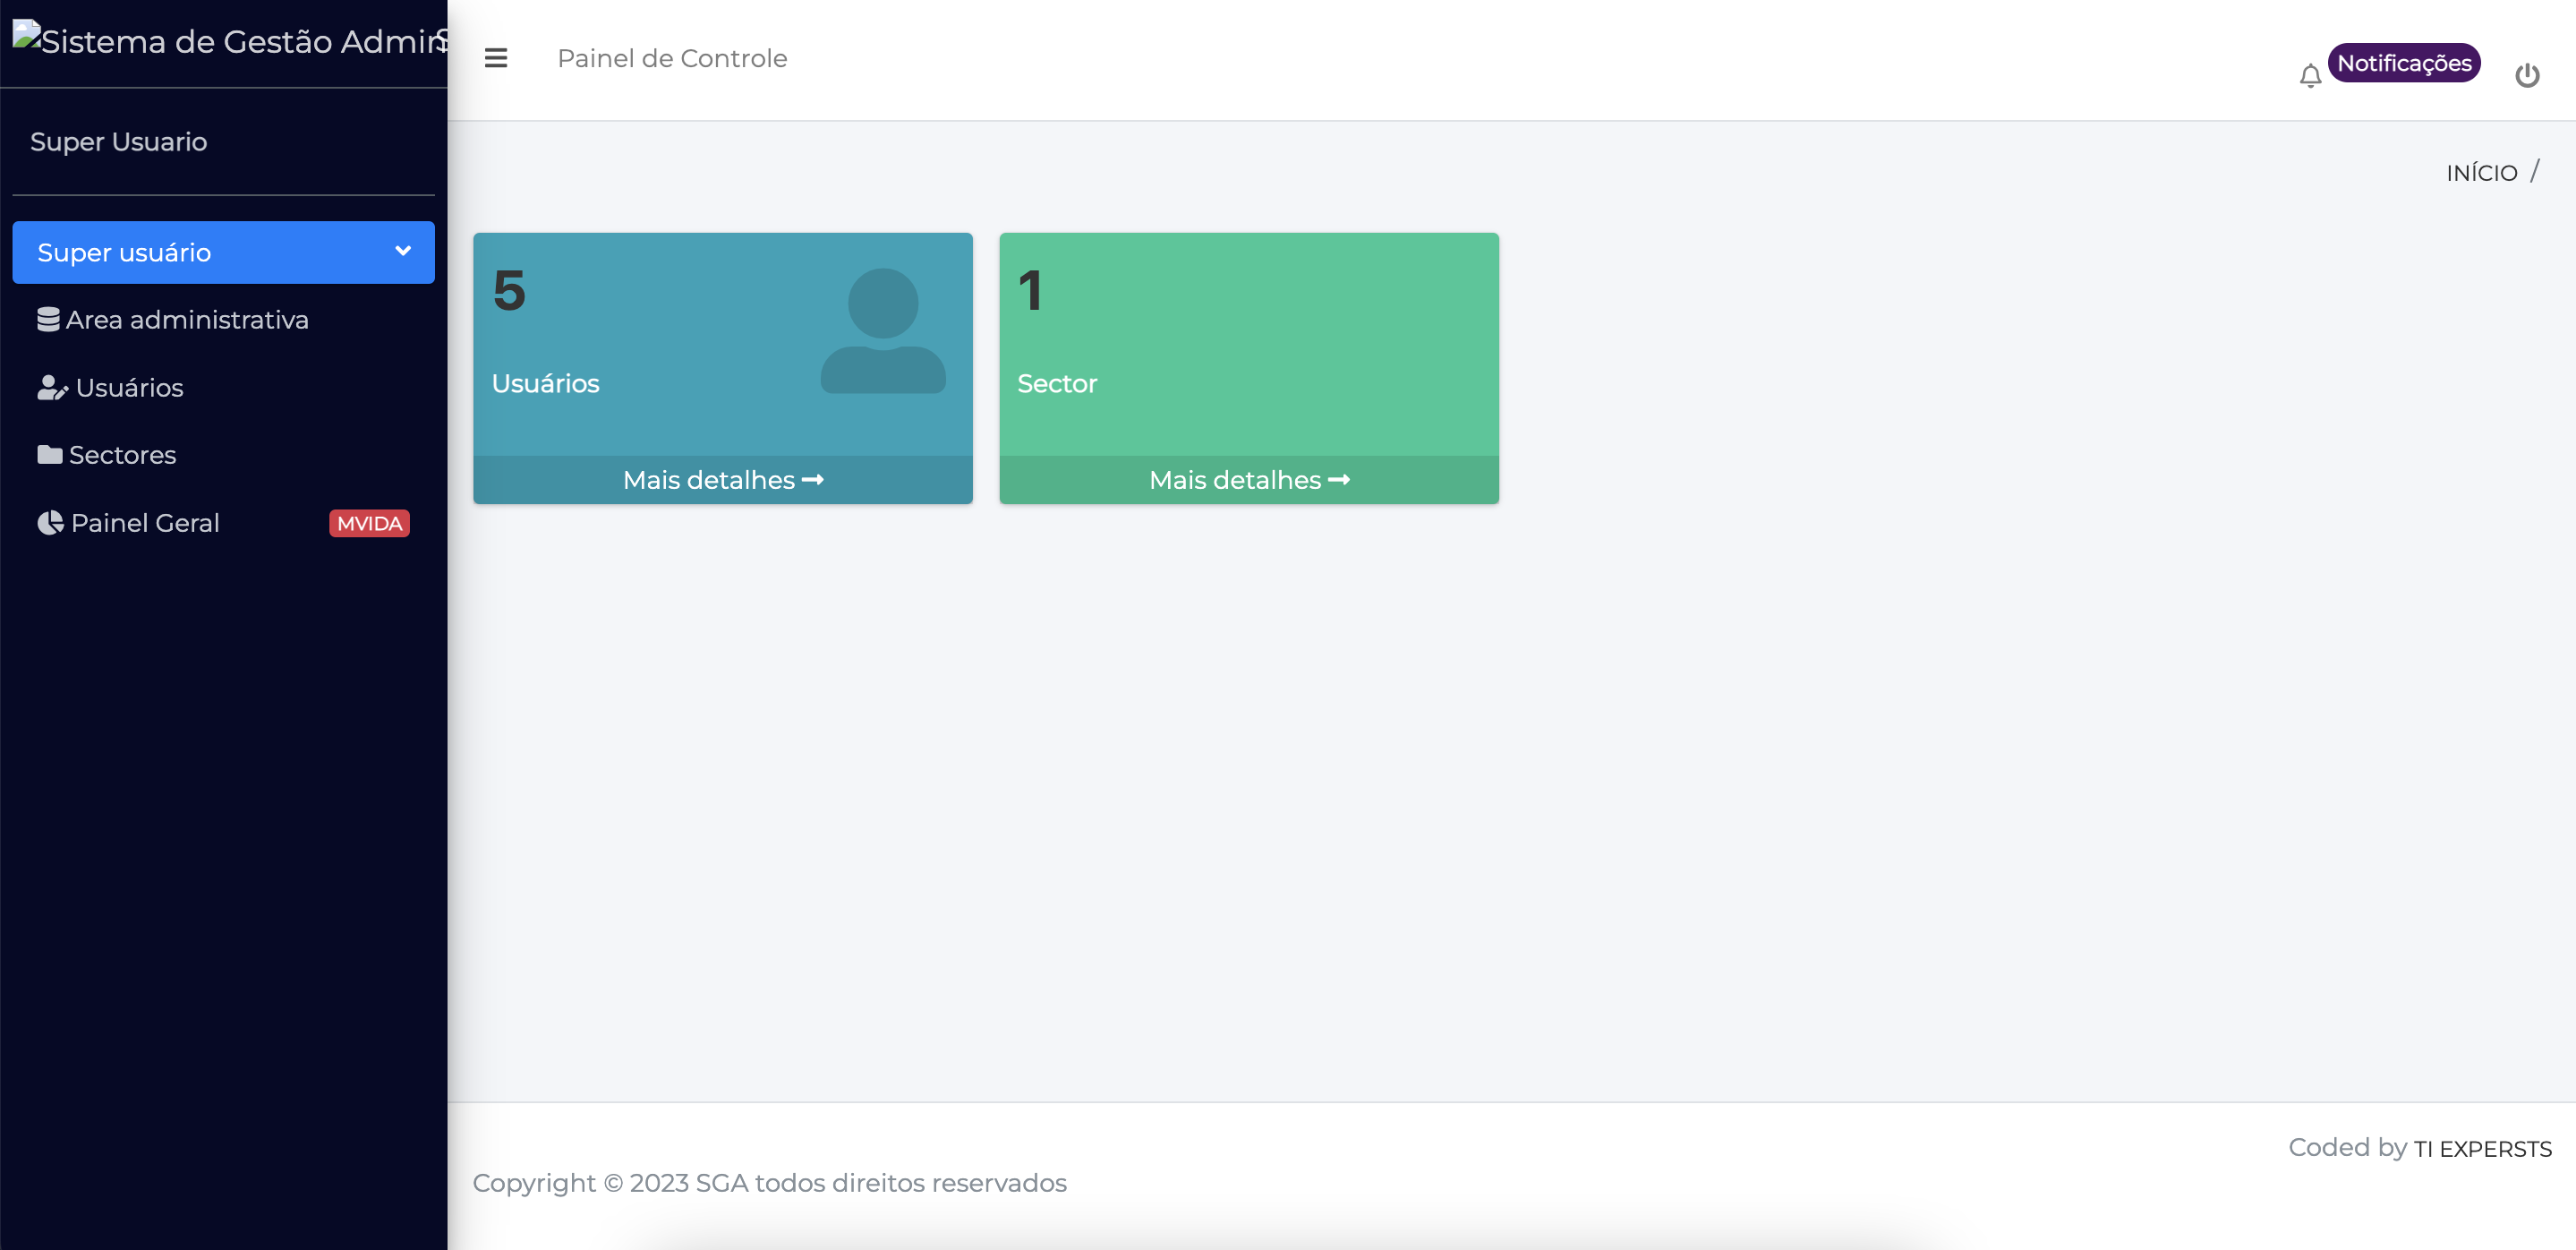 Sistema de Gestão Admin
Super Usuario
Super usuário
Area administrativa
Usuários
Sectores
Painel Geral MVIDA
Painel de Controle
Notificações
INÍCIO /
5
Usuários
Mais detalhes
1
Sector
Mais detalhes
Coded by TI EXPERSTS
Copyright © 2023 SGA todos direitos reservados